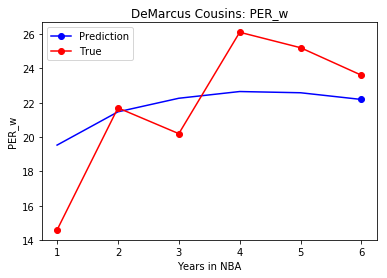 DeMarcus Cousins: PER_w
Prediction
True
PER_w
26
24
22
20
18
16
14
1 2 3 4 5 6
Years in NBA